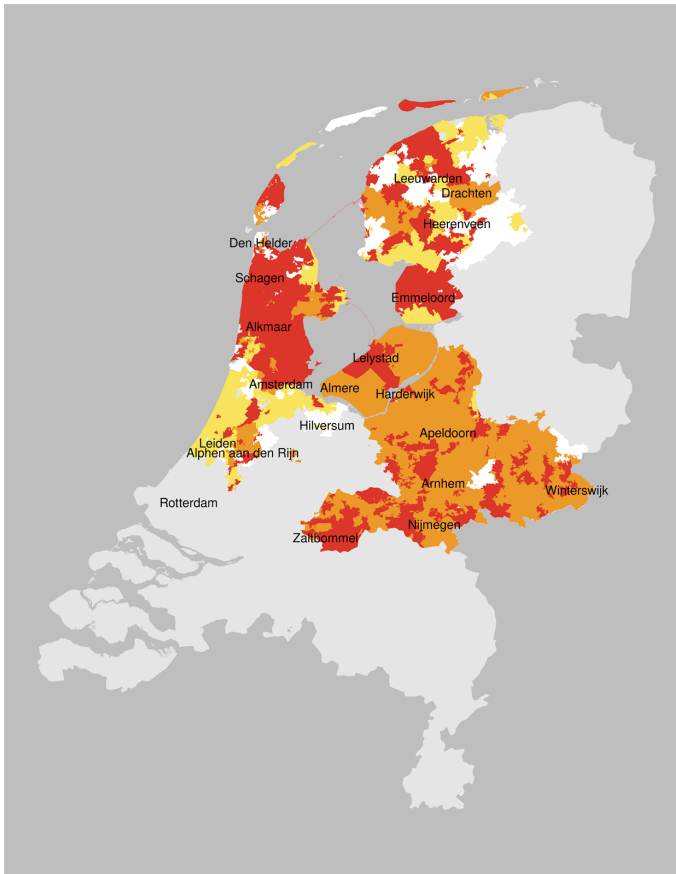 Leeuwarden
Drachten
Heerenveen
Den Helder
Schagen
Emmeloord
Alkmaar
Lelystad
Amsterdam
Almere
Harderwijk
Hilversum
Apeldoorn
Leiden
Alphen aan den Rijn
Arnhem
Winterswijk
Rotterdam
Nijmegen
Zaltbommel